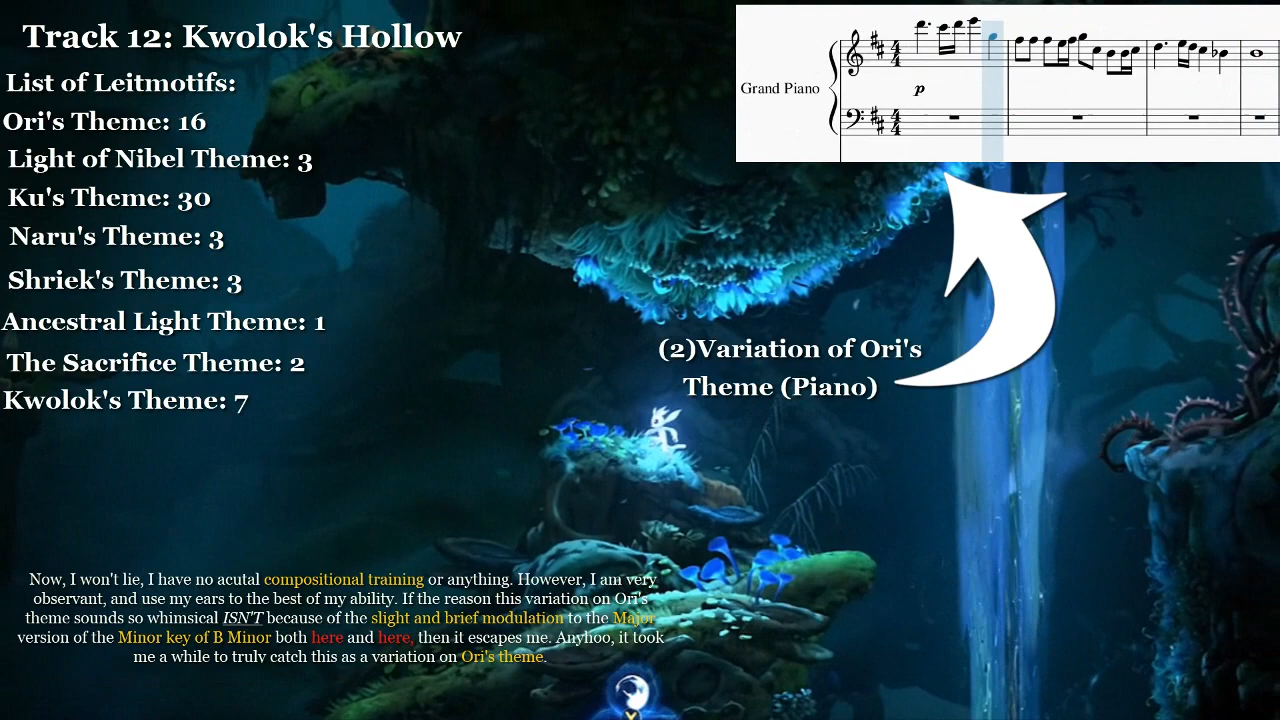 Track 12: Kwolok's Hollow
List of Leitmotifs:
Ori's Theme: 16
Light of Nibel Theme: 3
Ku's Theme: 30
Naru's Theme: 3
Shriek's Theme: 3
Ancestral Light Theme: 1
The Sacrifice Theme: 2
Kwolok's Theme: 7
Grand Piano
p
(2)Variation of Ori's
Theme (Piano)
Now, I won't lie, I have no acutal compositional training or anything. However, I am very
observant, and use my ears to the best of my ability. If the reason this variation on Ori's
theme sounds so whimsical ISN'T because of the slight and brief modulation to the Major
version of the Minor key of B Minor both here and here, then it escapes me. Anyhoo, it took
me a while to truly catch this as a variation on Ori's theme.